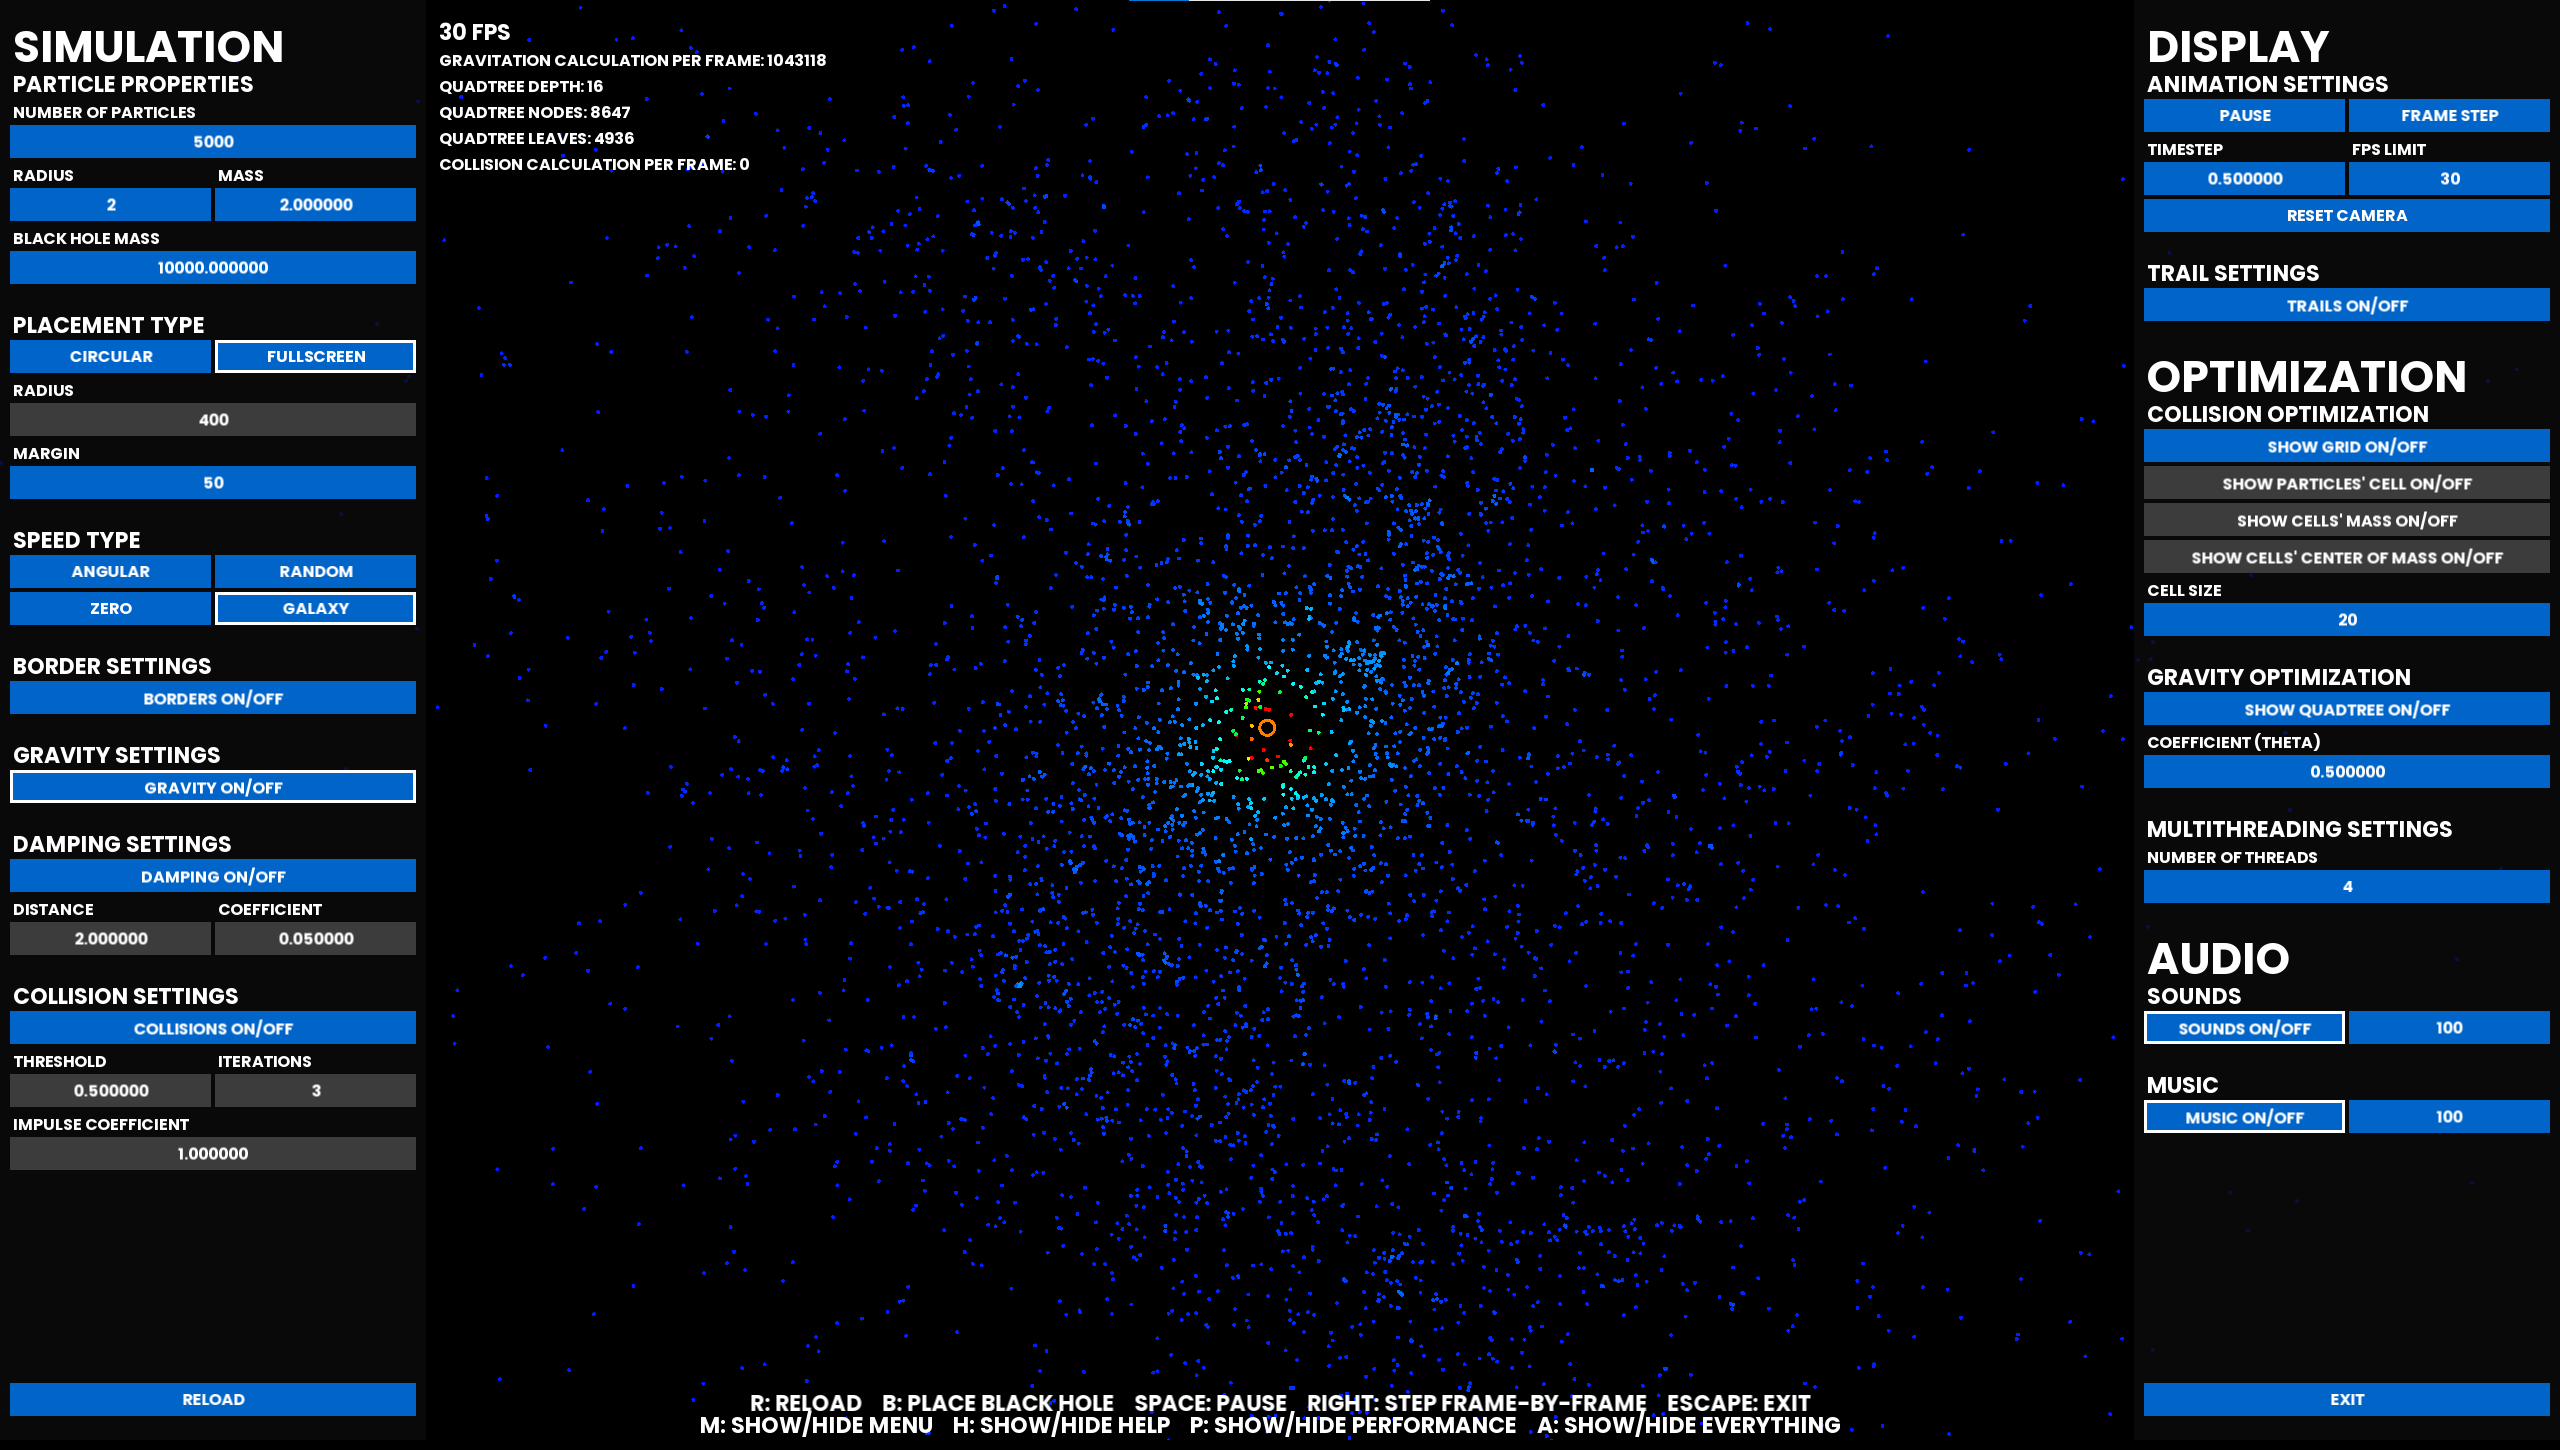 SIMULATION
PARTICLE PROPERTIES
NUMBER OF PARTICLES
5000
RADIUS MASS
2 2.000000
BLACK HOLE MASS
10000.000000
PLACEMENT TYPE
CIRCULAR FULLSCREEN
RADIUS
400
MARGIN
50
SPEED TYPE
ANGULAR RANDOM
ZERO GALAXY
BORDER SETTINGS
BORDERS ON/OFF
GRAVITY SETTINGS
GRAVITY ON/OFF
DAMPING SETTINGS
DAMPING ON/OFF
DISTANCE COEFFICIENT
2.000000 0.050000
COLLISION SETTINGS
COLLISIONS ON/OFF
THRESHOLD ITERATIONS
0.500000 3
IMPULSE COEFFICIENT
1.000000
RELOAD
30 FPS
GRAVITATION CALCULATION PER FRAME: 1043118
QUADTREE DEPTH: 16
QUADTREE NODES: 8647
QUADTREE LEAVES: 4936
COLLISION CALCULATION PER FRAME: 0
R: RELOAD B: PLACE BLACK HOLE SPACE: PAUSE RIGHT: STEP FRAME-BY-FRAME ESCAPE: EXIT
M: SHOW/HIDE MENU H: SHOW/HIDE HELP P: SHOW/HIDE PERFORMANCE A: SHOW/HIDE EVERYTHING
DISPLAY
ANIMATION SETTINGS
PAUSE FRAME STEP
TIMESTEP FPS LIMIT
0.500000 30
RESET CAMERA
TRAIL SETTINGS
TRAILS ON/OFF
OPTIMIZATION
COLLISION OPTIMIZATION
SHOW GRID ON/OFF
SHOW PARTICLES' CELL ON/OFF
SHOW CELLS' MASS ON/OFF
SHOW CELLS' CENTER OF MASS ON/OFF
CELL SIZE
20
GRAVITY OPTIMIZATION
SHOW QUADTREE ON/OFF
COEFFICIENT (THETA)
0.500000
MULTITHREADING SETTINGS
NUMBER OF THREADS
4
AUDIO
SOUNDS
SOUNDS ON/OFF 100
MUSIC
MUSIC ON/OFF 100
EXIT